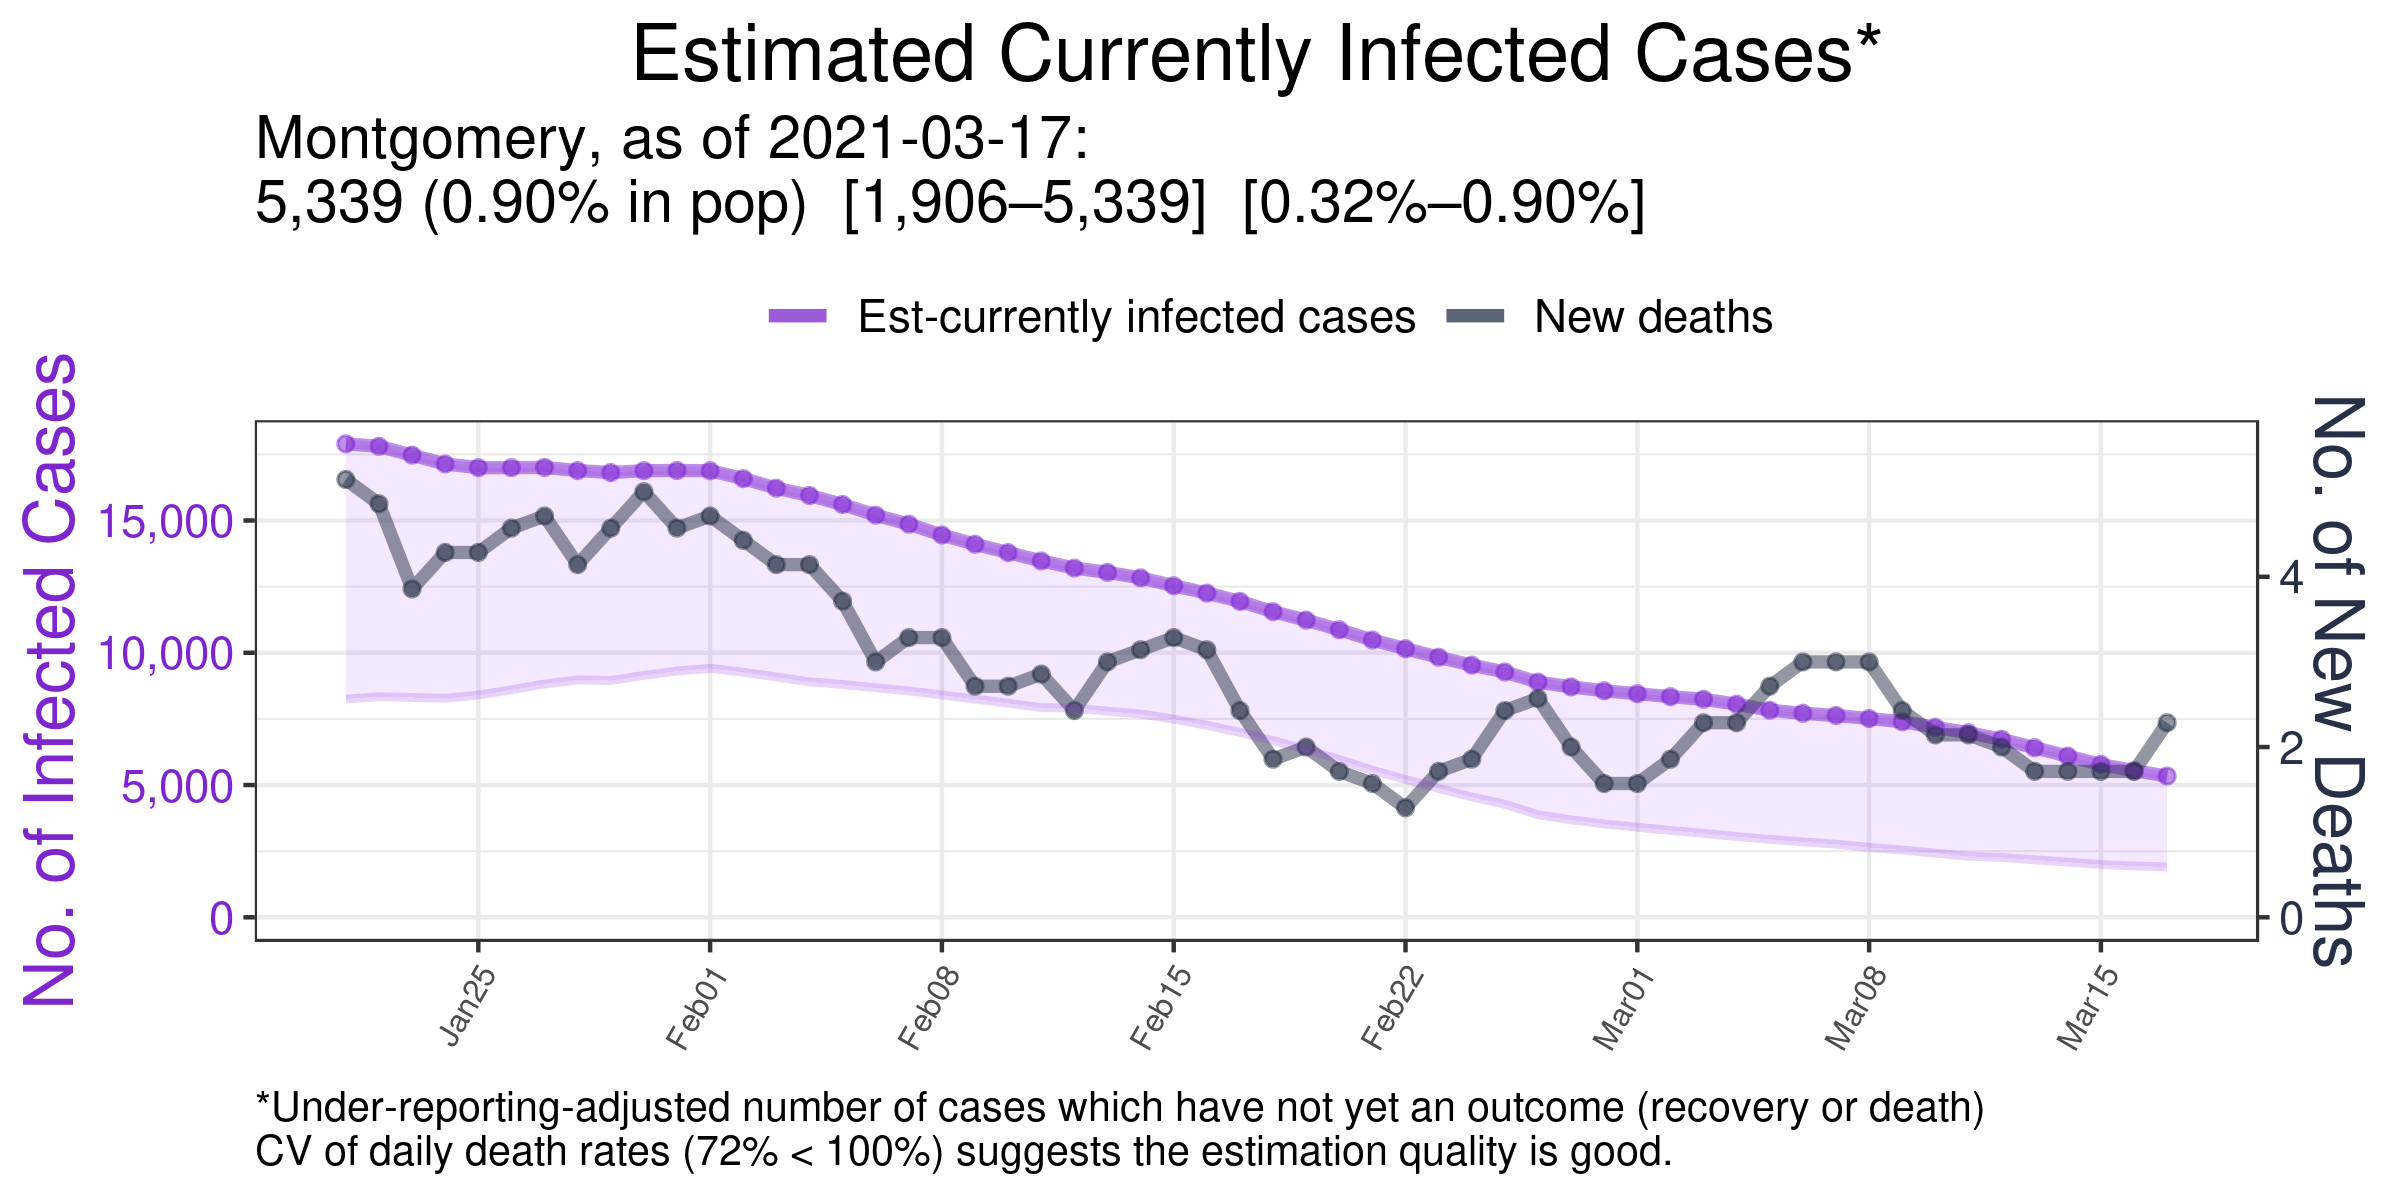 Estimated Currently Infected Cases*
Montgomery, as of 2021-03-17:
5,339 (0.90% in pop) [1,906–5,339] [0.32%–0.90%]
Est-currently infected cases
New deaths
No. of Infected Cases
15,000
10,000
5,000
0
No. of New Deaths
4
2
0
Jan25
Feb01
Feb08
Feb15
Feb22
Mar01
Mar08
Mar15
*Under-reporting-adjusted number of cases which have not yet an outcome (recovery or death)
CV of daily death rates (72% < 100%) suggests the estimation quality is good.